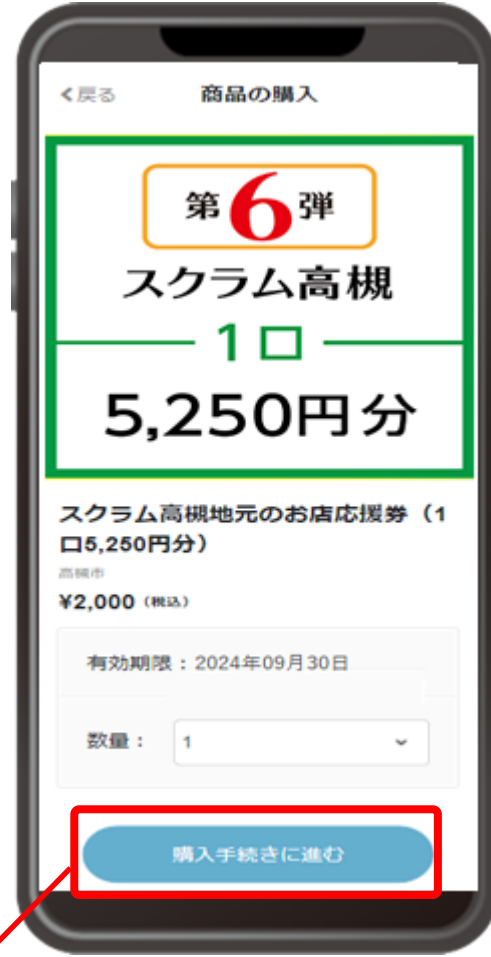 <戻る 商品の購入
第6弾
スクラム高槻
1口
5,250円分
スクラム高槻地元のお店応援券（1
口5,250円分）
高槻市
¥2,000（税込）
有効期限：2024年09月30日
数量： 1
購入手続きに進む